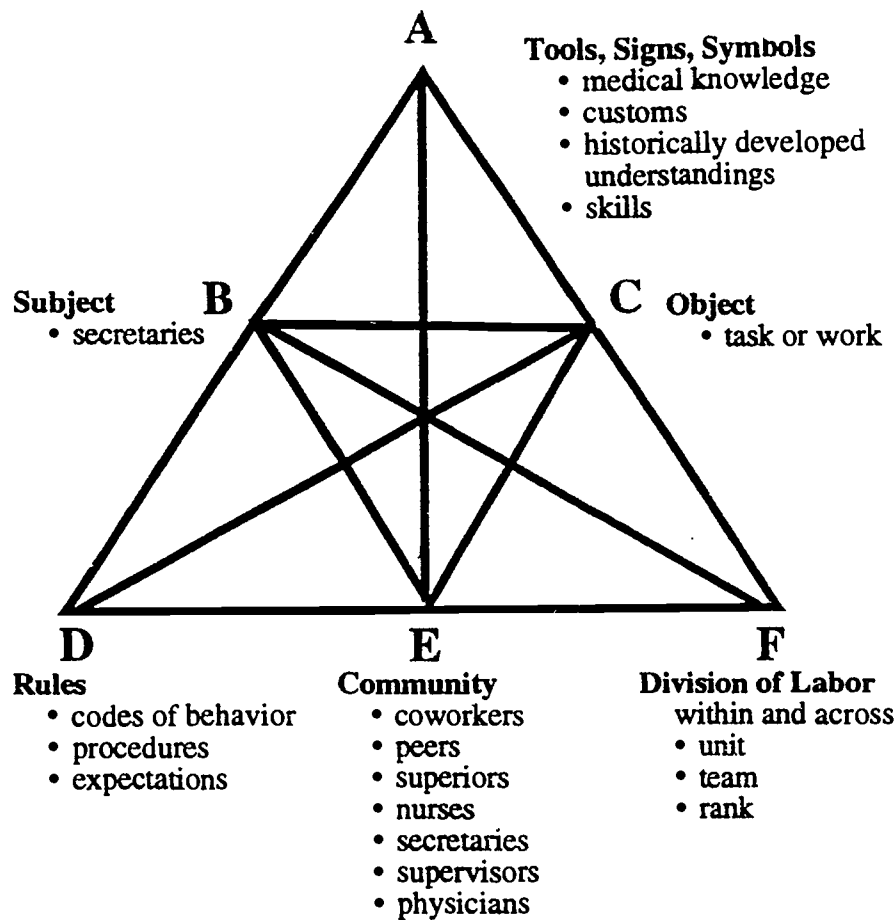 A
Tools, Signs, Symbols
• medical knowledge
• customs
• historically developed
understandings
• skills
Subject
• secretaries
B
C
Object
• task or work
D
E
F
Rules
• codes of behavior
• procedures
• expectations
Community
• coworkers
• peers
• superiors
• nurses
• secretaries
• supervisors
• physicians
Division of Labor
within and across
• unit
• team
• rank